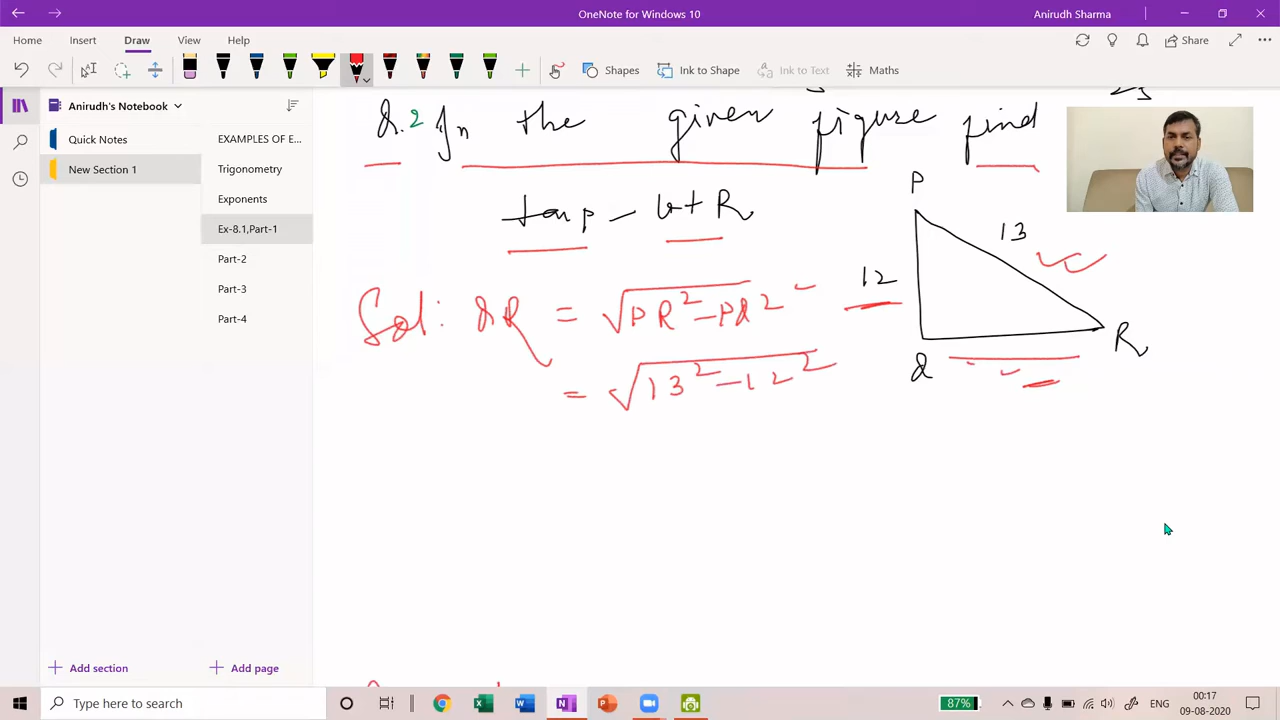 OneNote for Windows 10
Anirudh Sharma
Home Insert Draw View Help
Share
Shapes Ink to Shape Ink to Text Maths
Anirudh's Notebook
Quick Notes
New Section 1
EXAMPLES OF E...
Trigonometry
Exponents
Ex-8.1,Part-1
Part-2
Part-3
Part-4
Q.2 In the given figure find
tan p - cot R
P
13
12
Q
R
Sol: QR = √PR² - PQ²
= √13² - 12²
Add section
Add page
Type here to search
87%
ENG
00:17
09-08-2020